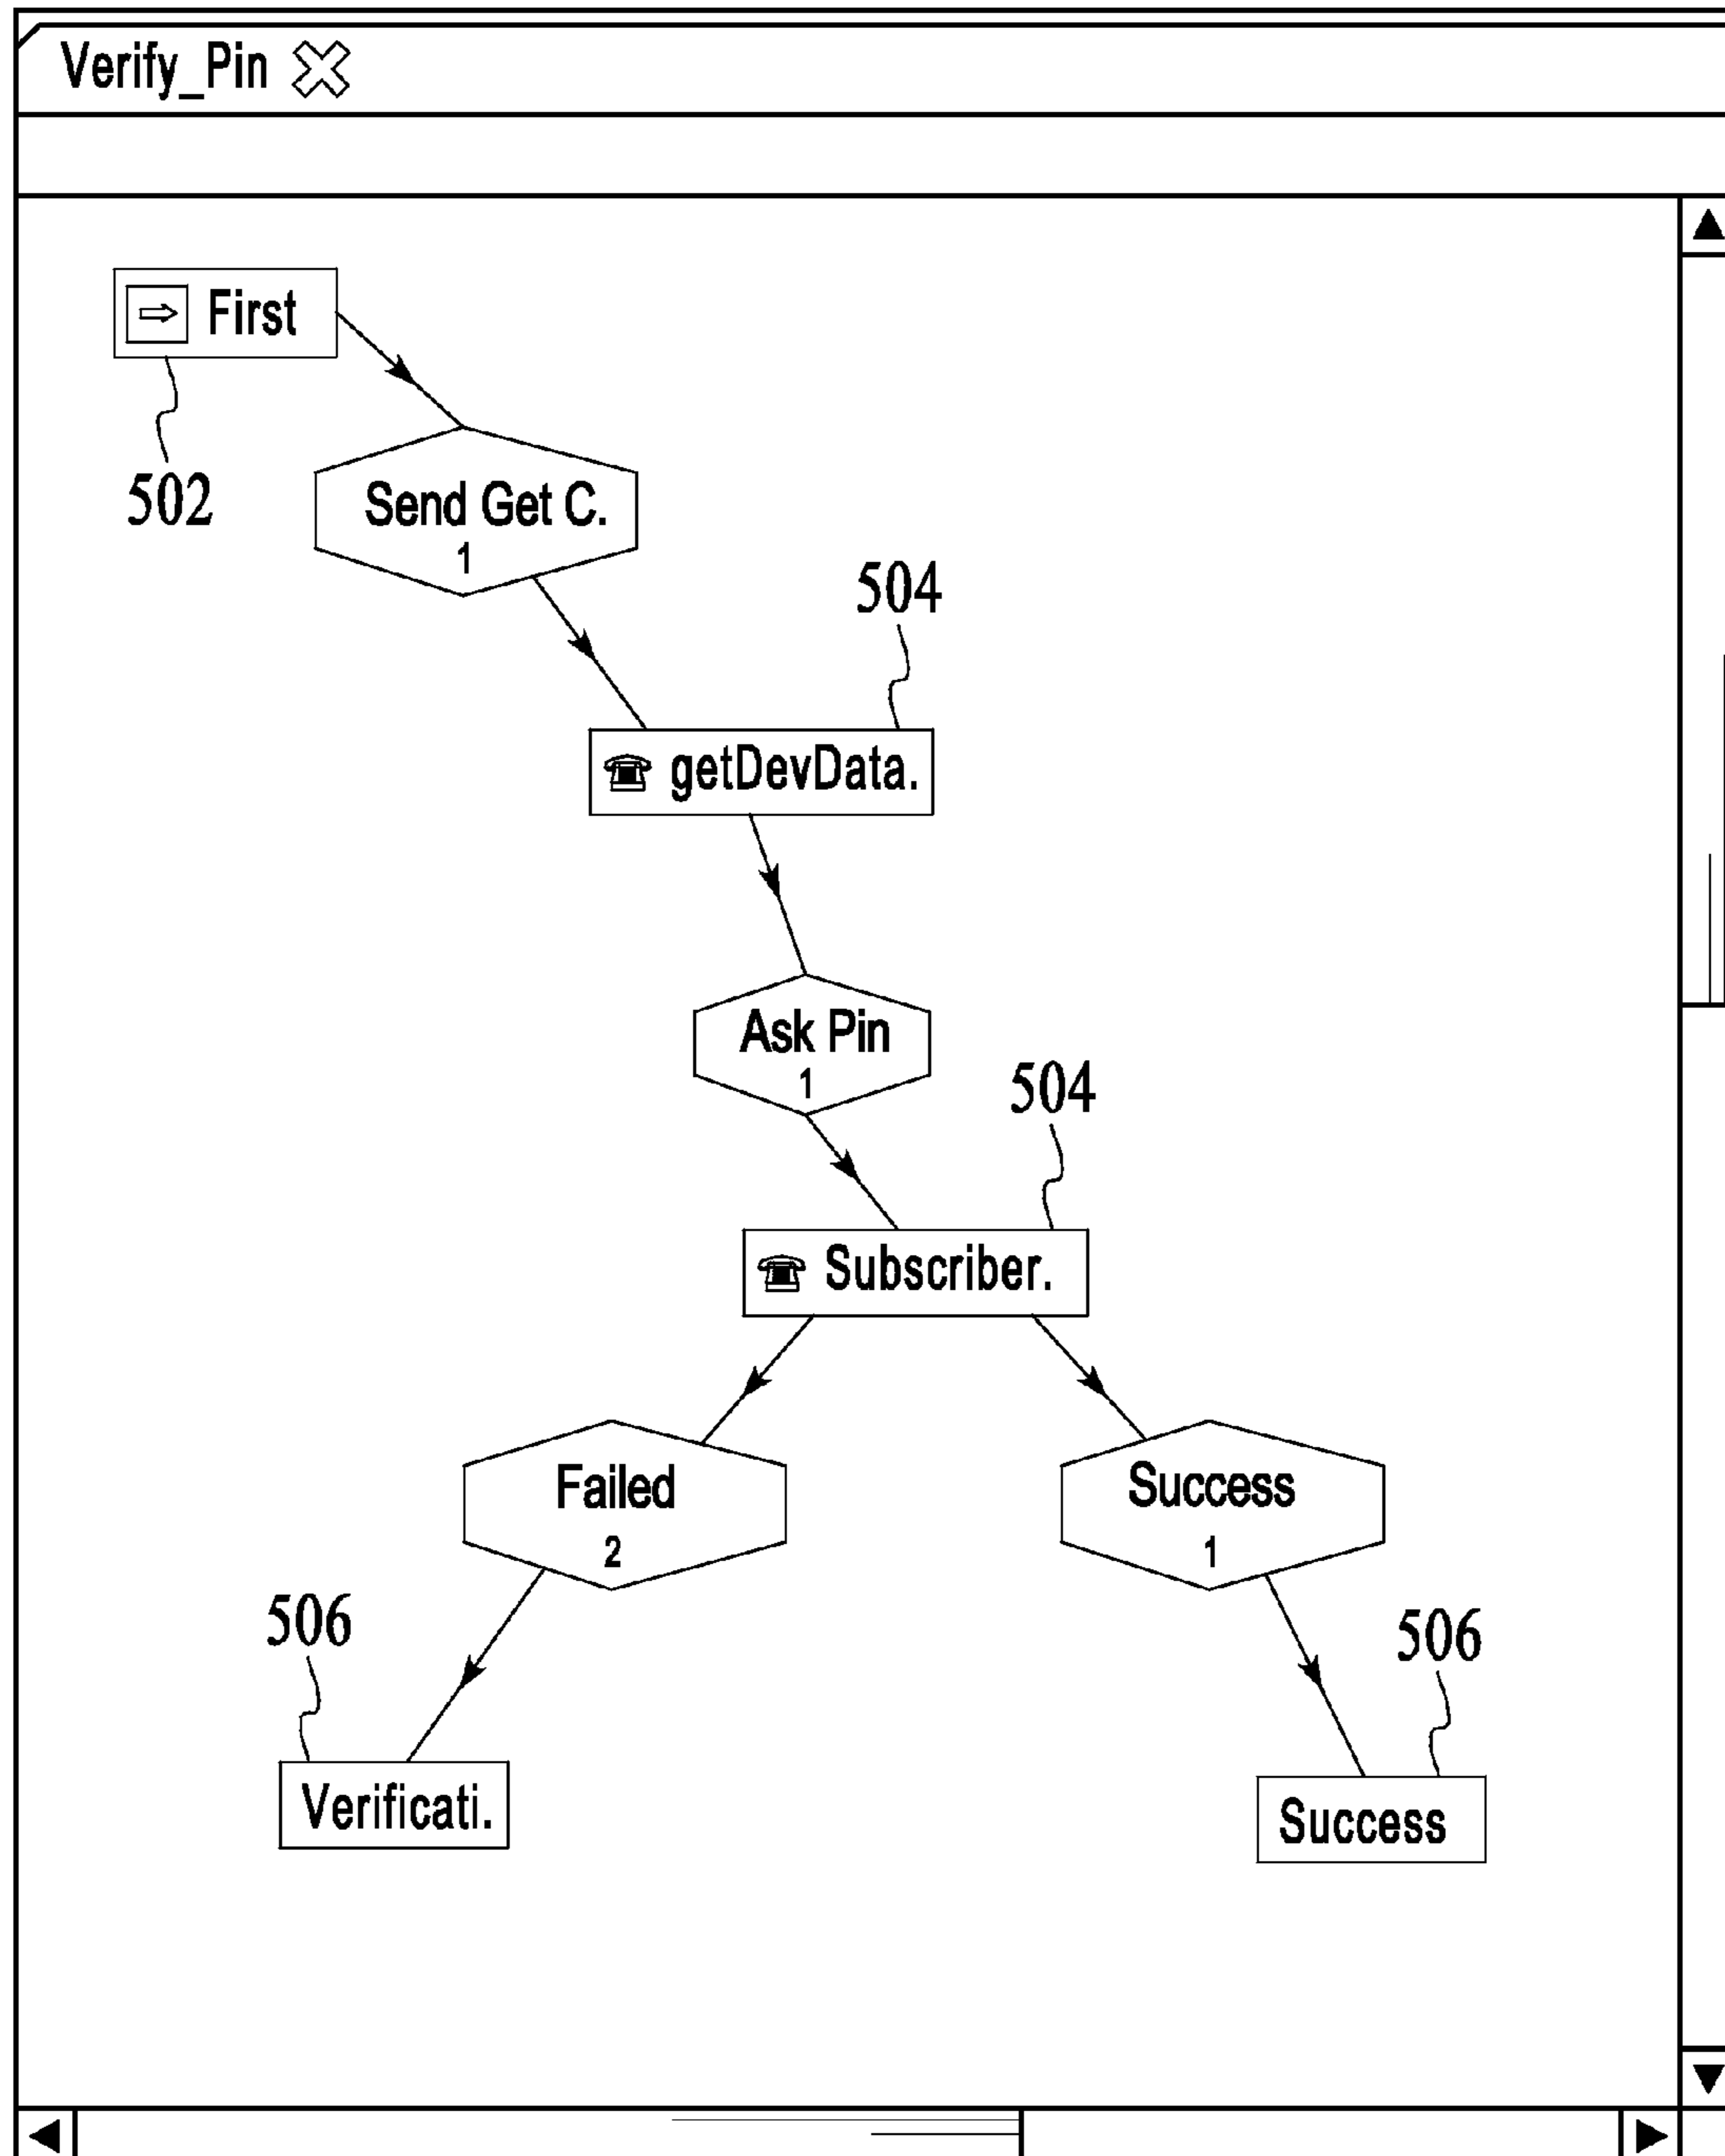 Verify_Pin
First
502
Send Get C.
1
504
getDevData.
Ask Pin
1
504
Subscriber.
Failed
2
Success
1
506
506
Verificati.
Success